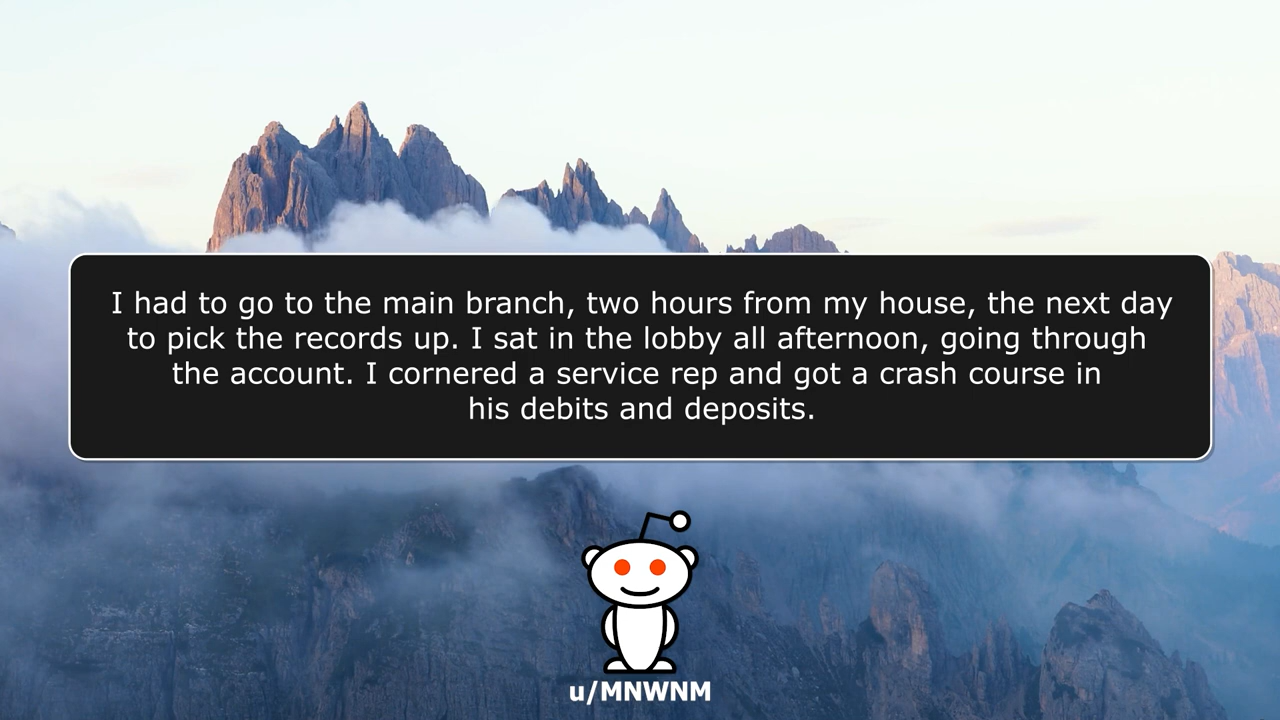 I had to go to the main branch, two hours from my house, the next day
to pick the records up. I sat in the lobby all afternoon, going through
the account. I cornered a service rep and got a crash course in
his debits and deposits.
u/MNWNM